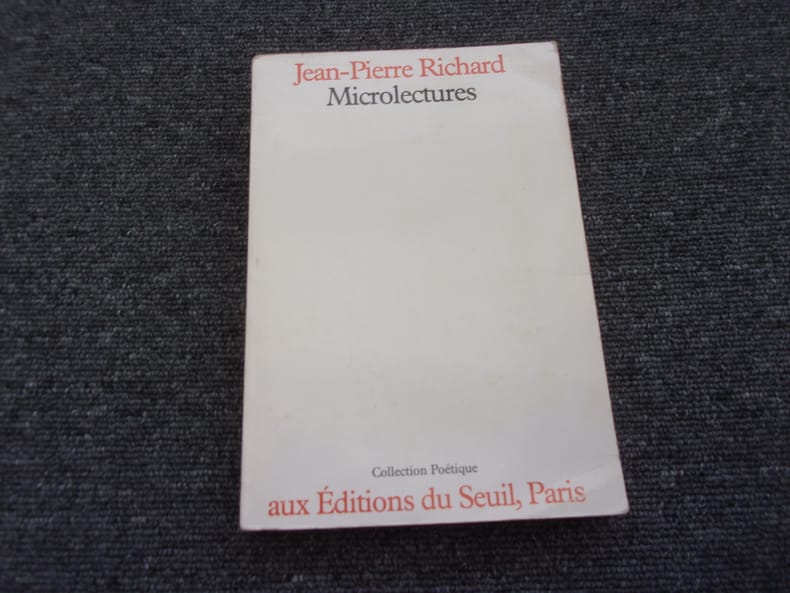 Jean-Pierre Richard
Microlectures
Collection Poétique
aux Éditions du Seuil, Paris